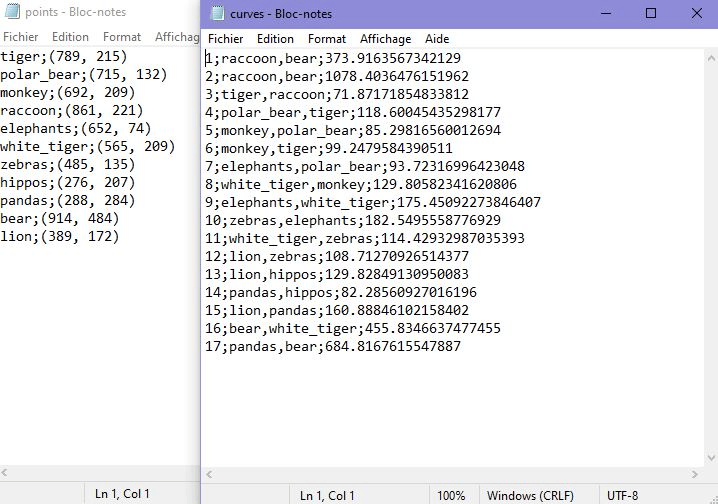 points - Bloc-notes
Fichier Edition Format Affichag
tiger;(789, 215)
polar_bear;(715, 132)
monkey;(692, 209)
raccoon;(861, 221)
elephants;(652, 74)
white_tiger;(565, 209)
zebras;(485, 135)
hippos;(276, 207)
pandas;(288, 284)
bear;(914, 484)
lion;(389, 172)
Ln 1, Col 1
curves - Bloc-notes
Fichier Edition Format Affichage Aide
1;raccoon,bear;373.9163567342129
2;raccoon,bear;1078.4036476151962
3;tiger,raccoon;71.87171854833812
4;polar_bear,tiger;118.60045435298177
5;monkey,polar_bear;85.29816560012694
6;monkey,tiger;99.2479584390511
7;elephants,polar_bear;93.72316996423048
8;white_tiger,monkey;129.80582341620806
9;elephants,white_tiger;175.45092273846407
10;zebras,elephants;182.5495558776929
11;white_tiger,zebras;114.42932987035393
12;lion,zebras;108.71270926514377
13;lion,hippos;129.82849130950083
14;pandas,hippos;82.28560927016196
15;lion,pandas;160.88846102158402
16;bear,white_tiger;455.8346637477455
17;pandas,bear;684.8167615547887
Ln 1, Col 1 100% Windows (CRLF) UTF-8